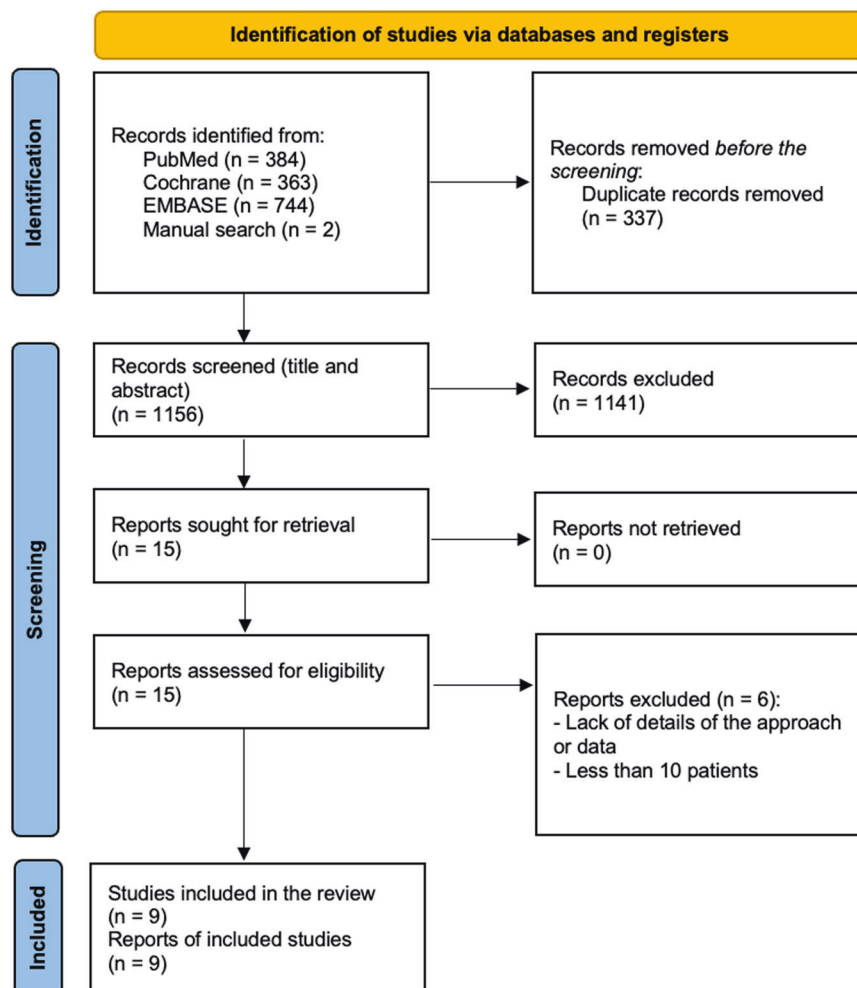 Identification of studies via databases and registers
Identification
Records identified from:
PubMed (n = 384)
Cochrane (n = 363)
EMBASE (n = 744)
Manual search (n = 2)
Records removed before the
screening:
Duplicate records removed
(n = 337)
Screening
Records screened (title and
abstract)
(n = 1156)
Records excluded
(n = 1141)
Reports sought for retrieval
(n = 15)
Reports not retrieved
(n = 0)
Reports assessed for eligibility
(n = 15)
Reports excluded (n = 6):
- Lack of details of the approach
or data
- Less than 10 patients
Included
Studies included in the review
(n = 9)
Reports of included studies
(n = 9)